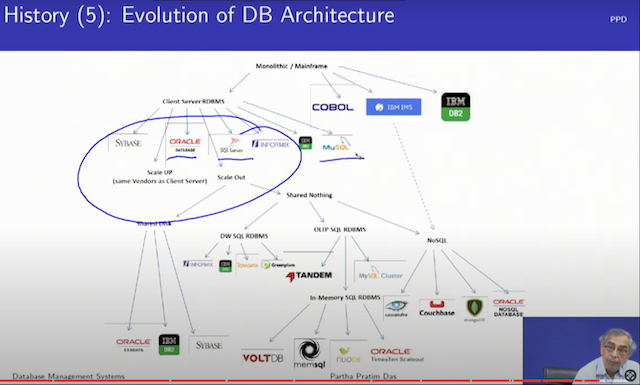 History (5): Evolution of DB Architecture
PPD
Monolithic / Mainframe
Client Server RDBMS
COBOL
IBM IMS
IBM
DB2
SYBASE
ORACLE
DATABASE
SQL Server
INFORMIX
IBM
DB2
MySQL
Scale UP
(same Vendors as Client Server)
Scale Out
Shared Nothing
Shared Disk
DW SQL RDBMS
OLTP SQL RDBMS
NoSQL
INFORMIX
IBM
DB2
Greenplum
TANDEM
MySQL Cluster
In-Memory SQL RDBMS
cassandra
Couchbase
mongoDB
ORACLE
NOSQL
DATABASE
ORACLE
EXADATA
IBM
DB2
SYBASE
VOLTDB
memsql
NUODB
ORACLE
TimesTen Scaleout
Database Management Systems
Partha Pratim Das